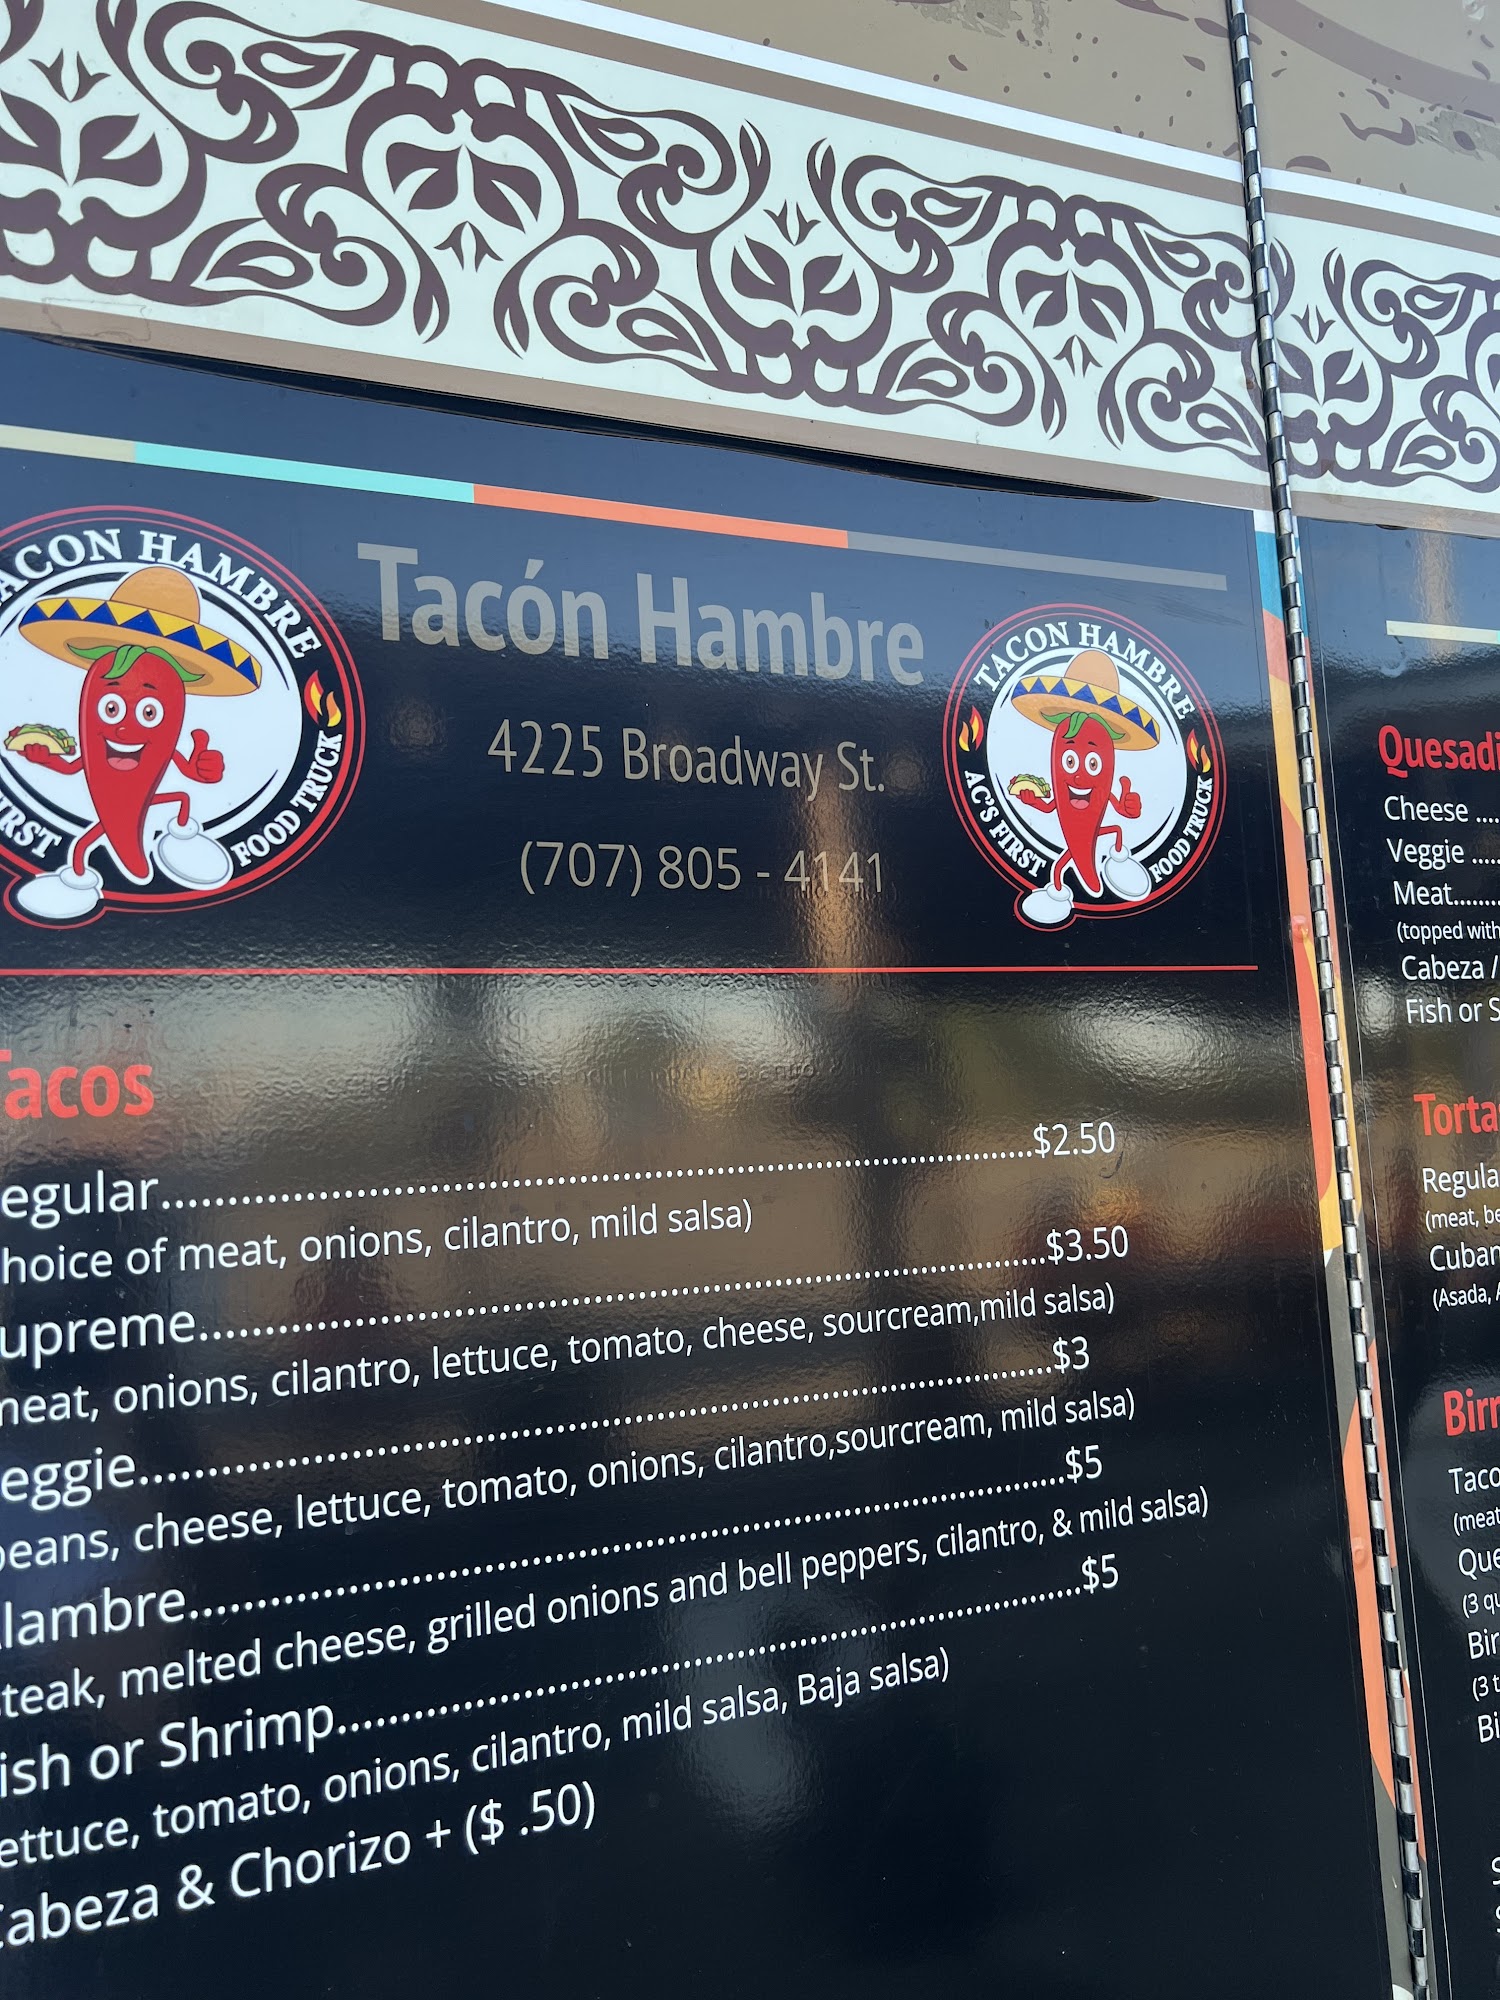 TACON HAMBRE
FIRST
FOOD TRUCK
Tacón Hambre
4225 Broadway St.
(707) 805 - 4141
TACON HAMBRE
AC'S FIRST
FOOD TRUCK
Tacos
egular..........$2.50
hoice of meat, onions, cilantro, mild salsa)
upreme..........$3.50
meat, onions, cilantro, lettuce, tomato, cheese, sourcream,mild salsa)
eggie..........$3
beans, cheese, lettuce, tomato, onions, cilantro,sourcream, mild salsa)
lambre..........$5
steak, melted cheese, grilled onions and bell peppers, cilantro, & mild salsa)
ish or Shrimp..........$5
ettuce, tomato, onions, cilantro, mild salsa, Baja salsa)
Cabeza & Chorizo + ($ .50)
Quesadi
Cheese ....
Veggie .....
Meat........
(topped with
Cabeza /
Fish or S
Torta
Regula
(meat, be
Cuban
(Asada, A
Birr
Taco
(meat
Que
(3 qu
Bir
(3 t
Bi